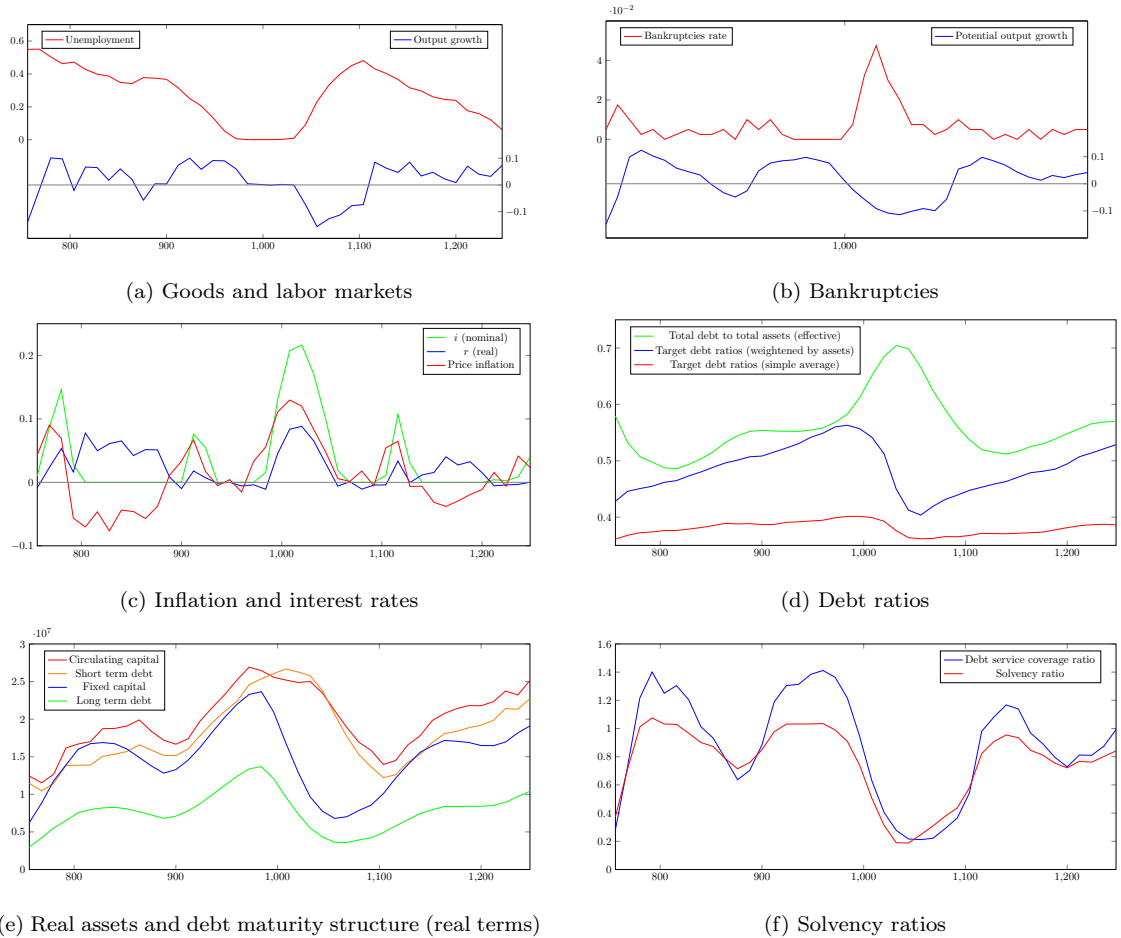 ·10⁻²
0.6
Unemployment
Output growth
Bankruptcies rate
Potential output growth
0.4
4
0.2
2
0
0
0.1
0.1
0
0
−0.1
−0.1
800
900
1,000
1,100
1,200
1,000
(a) Goods and labor markets
(b) Bankruptcies
i (nominal)
r (real)
Price inflation
0.2
0.1
0
−0.1
800
900
1,000
1,100
1,200
Total debt to total assets (effective)
Target debt ratios (weightened by assets)
Target debt ratios (simple average)
0.7
0.6
0.5
0.4
800
900
1,000
1,100
1,200
(c) Inflation and interest rates
(d) Debt ratios
·10⁷
3
2.5
2
1.5
1
0.5
0
Circulating capital
Short term debt
Fixed capital
Long term debt
800
900
1,000
1,100
1,200
1.6
1.4
1.2
1
0.8
0.6
0.4
0.2
0
Debt service coverage ratio
Solvency ratio
800
900
1,000
1,100
1,200
(e) Real assets and debt maturity structure (real terms)
(f) Solvency ratios